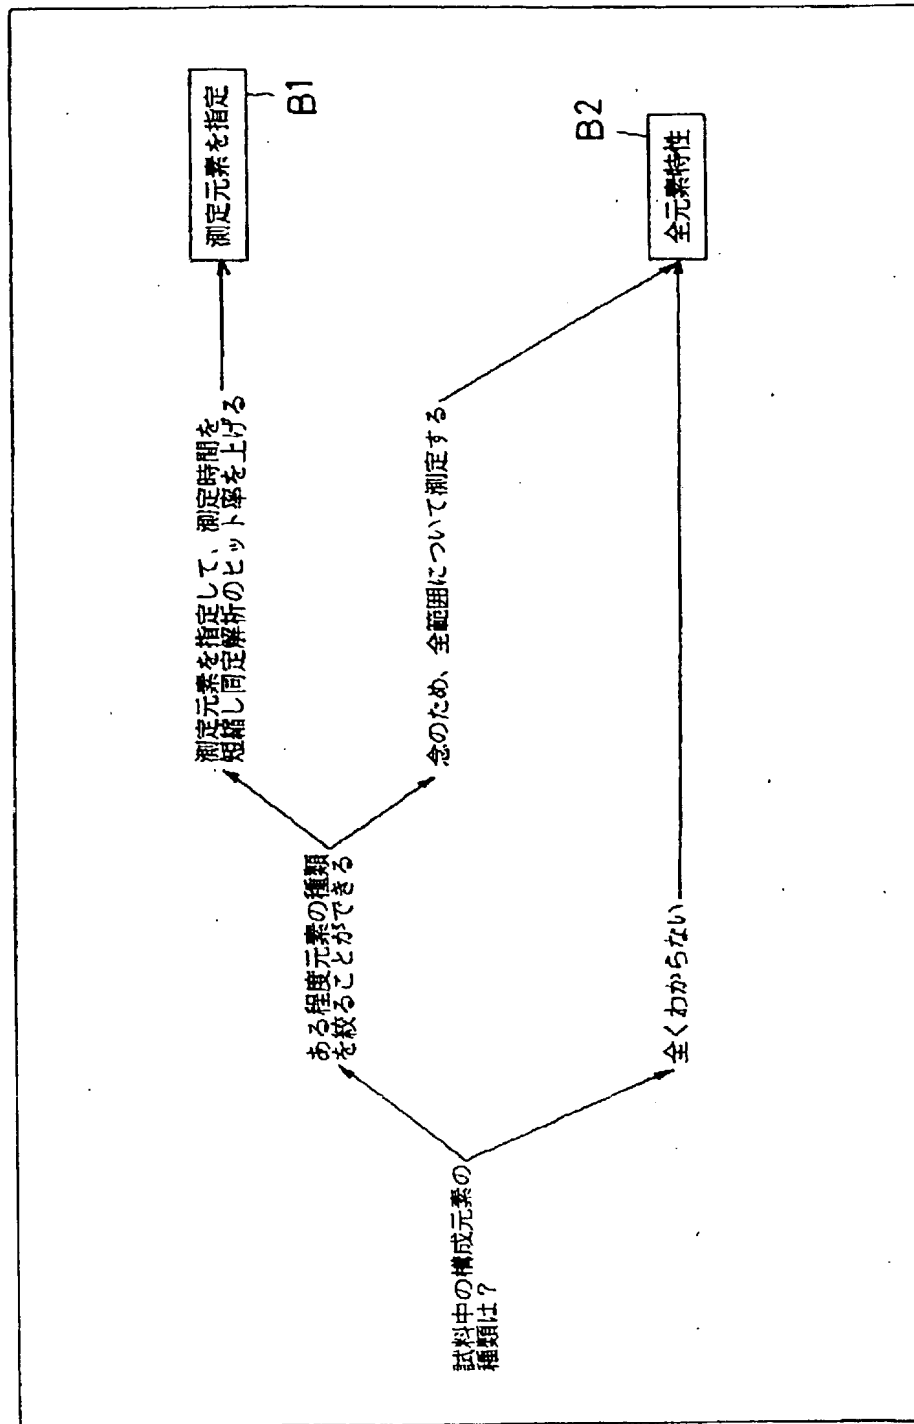 試料中の構成元素の
種類は?
ある程度元素の種類
を絞ることができる
全くわからない
測定元素を指定して、測定時間を
短縮し同定解析のヒット率を上げる
念のため、全範囲について測定する
測定元素を指定
B1
全元素特性
B2